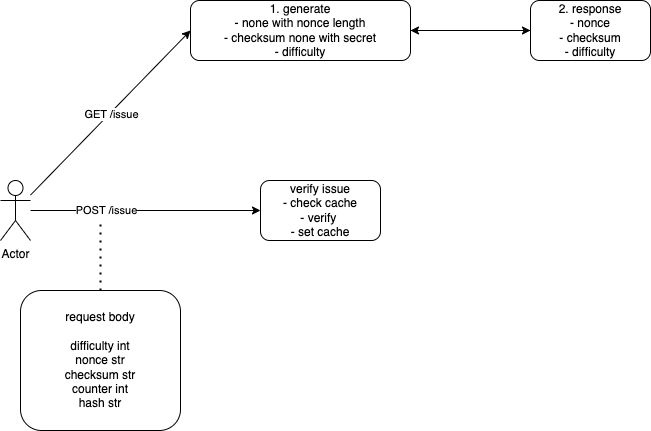 1. generate
- none with nonce length
- checksum none with secret
- difficulty
2. response
- nonce
- checksum
- difficulty
GET /issue
POST /issue
verify issue
- check cache
- verify
- set cache
Actor
request body
difficulty int
nonce str
checksum str
counter int
hash str